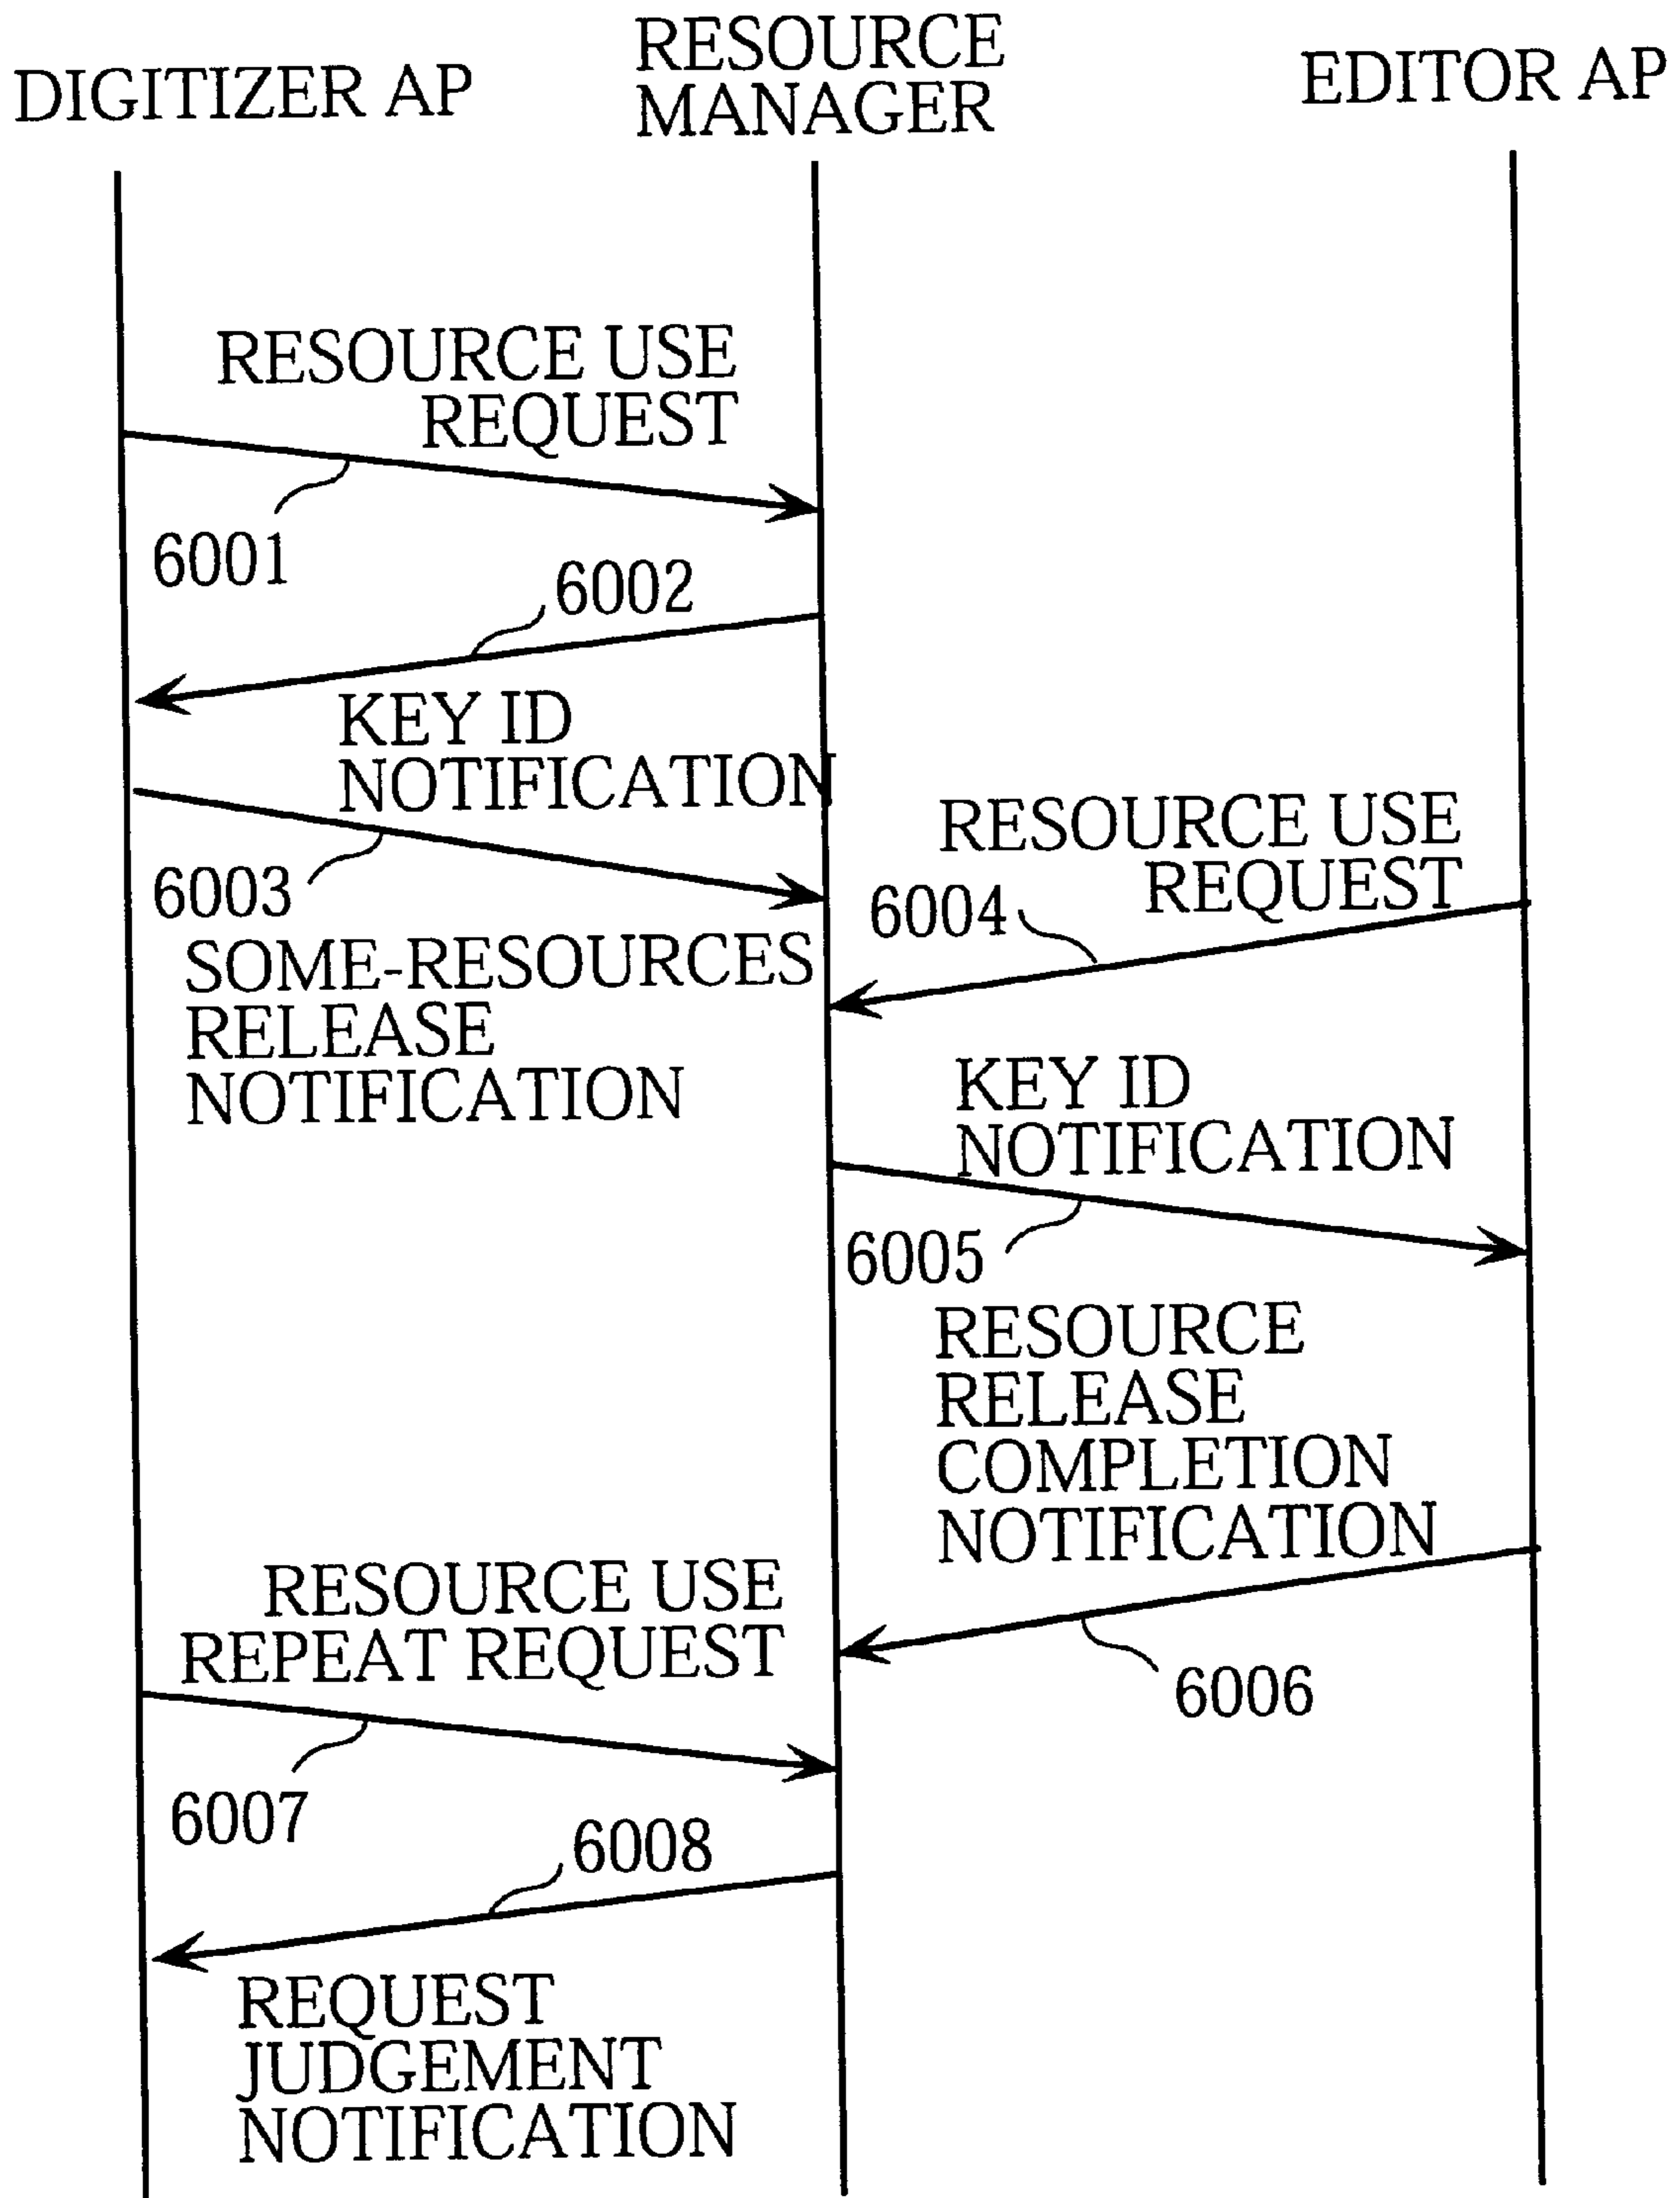 DIGITIZER AP
RESOURCE
MANAGER
EDITOR AP
RESOURCE USE
REQUEST
6001
6002
KEY ID
NOTIFICATION
6003
SOME-RESOURCES
RELEASE
NOTIFICATION
RESOURCE USE
REQUEST
6004
KEY ID
NOTIFICATION
6005
RESOURCE
RELEASE
COMPLETION
NOTIFICATION
6006
RESOURCE USE
REPEAT REQUEST
6007
6008
REQUEST
JUDGEMENT
NOTIFICATION